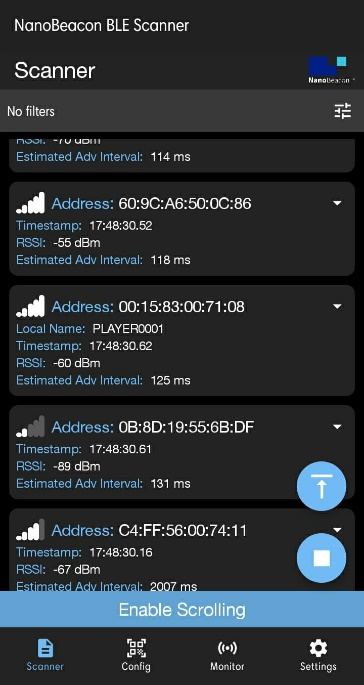 NanoBeacon BLE Scanner
Scanner
NanoBeacon™
No filters
RSSI: -70 dBm
Estimated Adv Interval: 114 ms
Address: 60:9C:A6:50:0C:86
Timestamp: 17:48:30.52
RSSI: -55 dBm
Estimated Adv Interval: 118 ms
Address: 00:15:83:00:71:08
Local Name: PLAYER0001
Timestamp: 17:48:30.62
RSSI: -60 dBm
Estimated Adv Interval: 125 ms
Address: 0B:8D:19:55:6B:DF
Timestamp: 17:48:30.61
RSSI: -89 dBm
Estimated Adv Interval: 131 ms
Address: C4:FF:56:00:74:11
Timestamp: 17:48:30.16
RSSI: -67 dBm
Estimated Adv Interval: 2007 ms
Enable Scrolling
Scanner
Config
Monitor
Settings